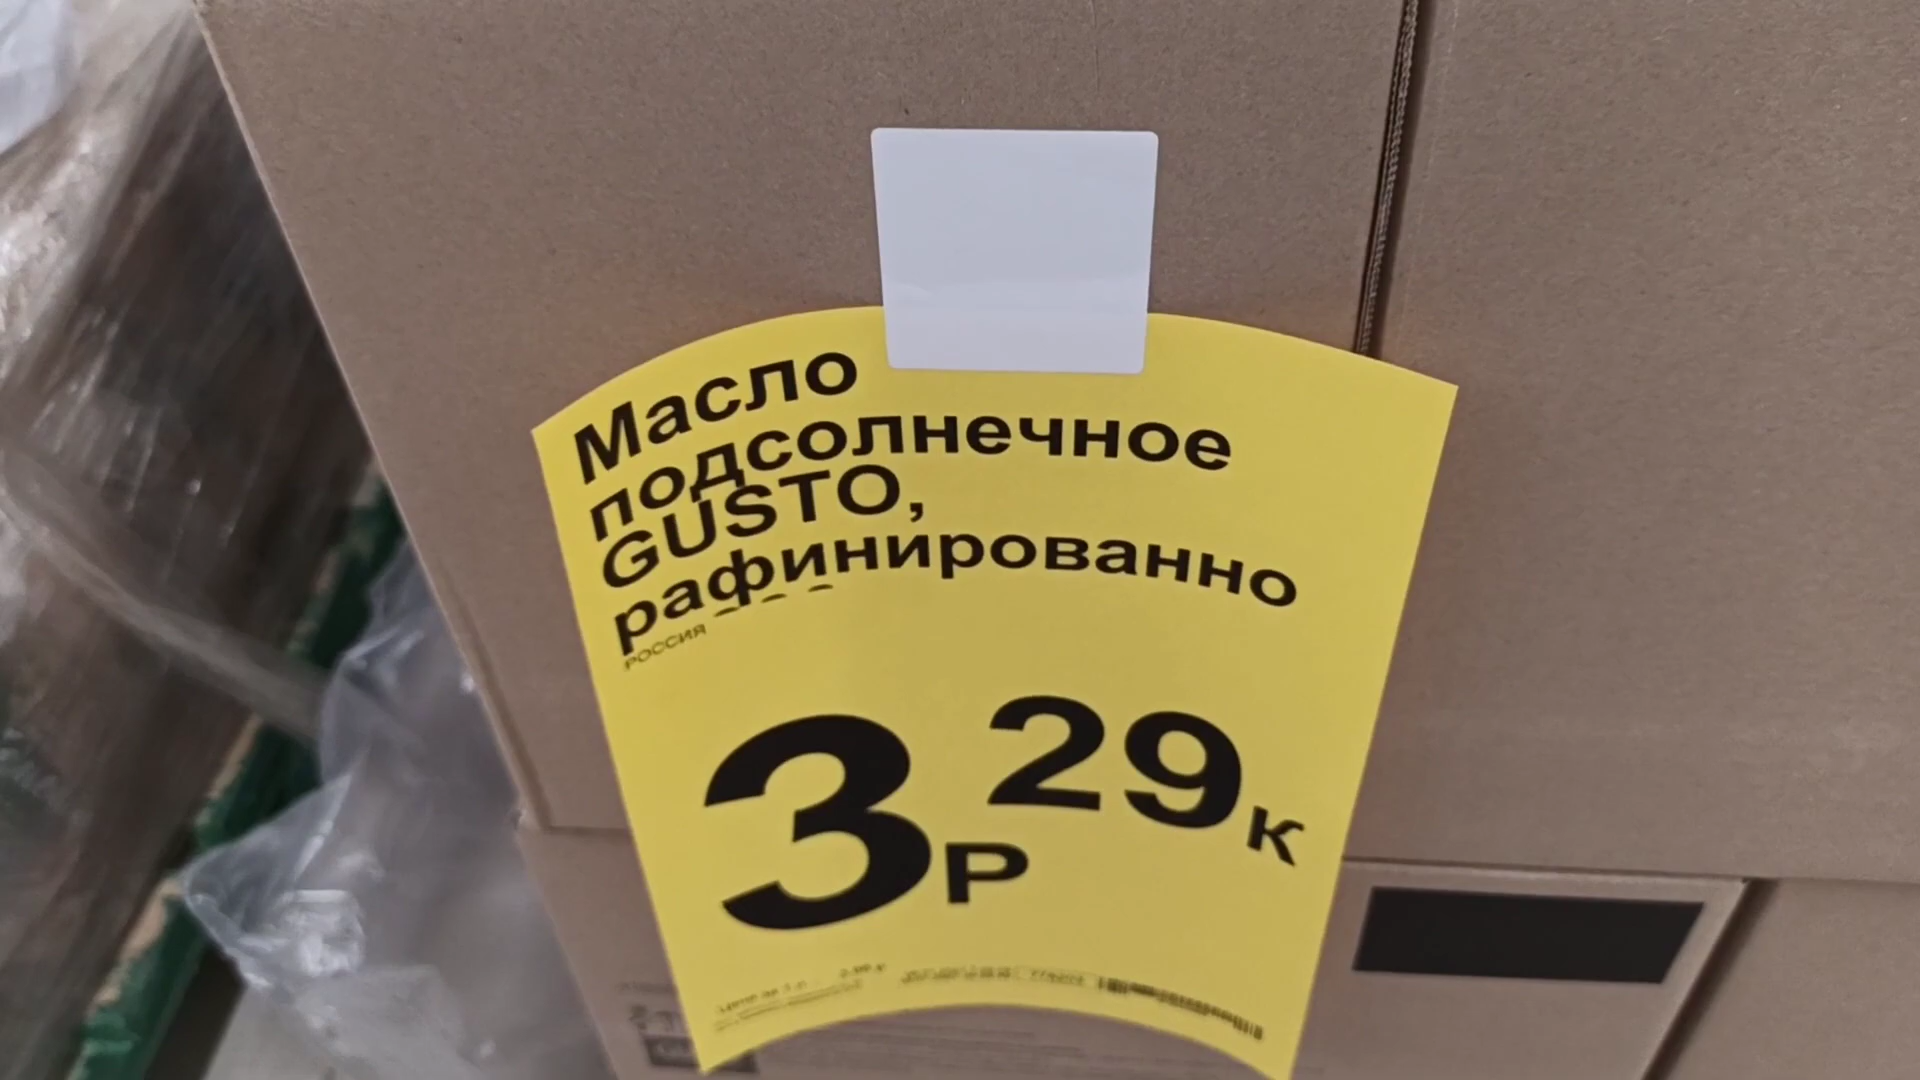 Масло
подсолнечное
GUSTO,
рафинированно
РОССИЯ
3 Р 29 К